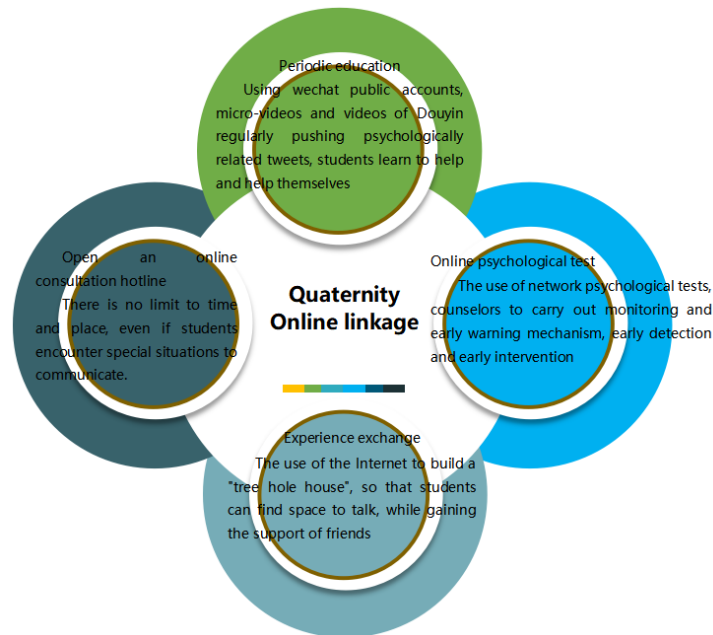 Periodic education
Using wechat public accounts,
micro-videos and videos of Douyin
regularly pushing psychologically
related tweets, students learn to help
and help themselves
Open an online
consultation hotline
There is no limit to time
and place, even if students
encounter special situations to
communicate.
Quaternity
Online linkage
Online psychological test
The use of network psychological tests,
counselors to carry out monitoring and
early warning mechanism, early detection
and early intervention
Experience exchange
The use of the Internet to build a
"tree hole house", so that students
can find space to talk, while gaining
the support of friends